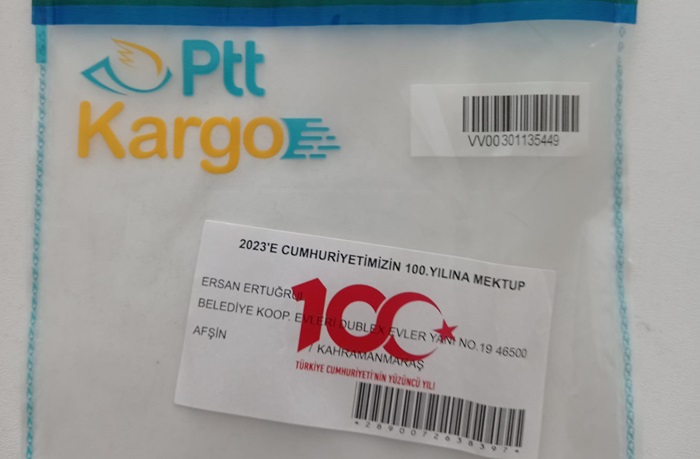 Ptt
Kargo
VV00301135449
2023'E CUMHURİYETİMİZİN 100.YILINA MEKTUP
ERSAN ERTUĞRUL
BELEDİYE KOOP. EVLERİ DUBLEX EVLER YANI NO.19 46500
AFŞİN / KAHRAMANMARAŞ
100
TÜRKİYE CUMHURİYETİ'NİN YÜZÜNCÜ YILI